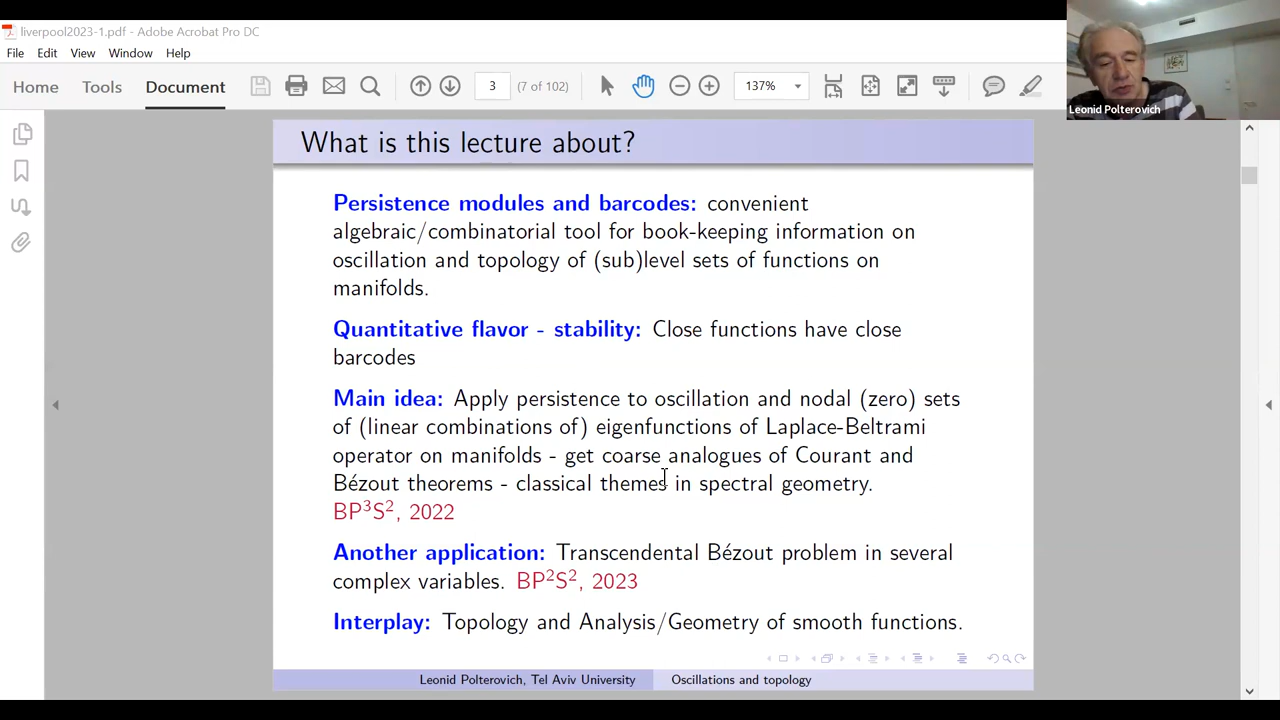 liverpool2023-1.pdf - Adobe Acrobat Pro DC
File Edit View Window Help
Home Tools Document 3 (7 of 102) 137%
Leonid Polterovich
What is this lecture about?
Persistence modules and barcodes: convenient
algebraic/combinatorial tool for book-keeping information on
oscillation and topology of (sub)level sets of functions on
manifolds.
Quantitative flavor - stability: Close functions have close
barcodes
Main idea: Apply persistence to oscillation and nodal (zero) sets
of (linear combinations of) eigenfunctions of Laplace-Beltrami
operator on manifolds - get coarse analogues of Courant and
Bézout theorems - classical themes in spectral geometry.
BP³S², 2022
Another application: Transcendental Bézout problem in several
complex variables. BP²S², 2023
Interplay: Topology and Analysis/Geometry of smooth functions.
Leonid Polterovich, Tel Aviv University Oscillations and topology